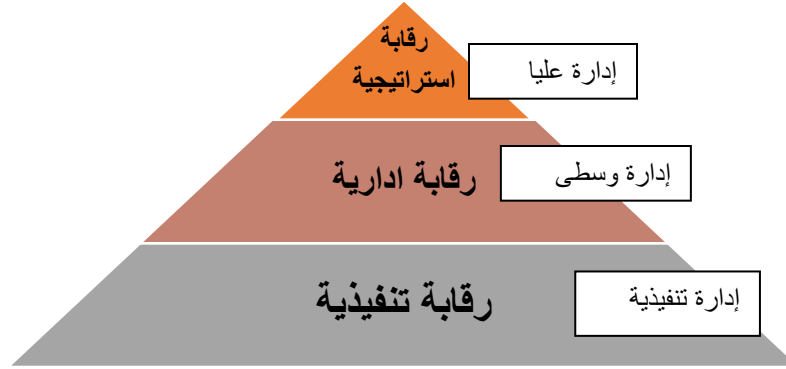 رقابة
استراتيجية
إدارة عليا
رقابة ادارية
إدارة وسطى
رقابة تنفيذية
إدارة تنفيذية